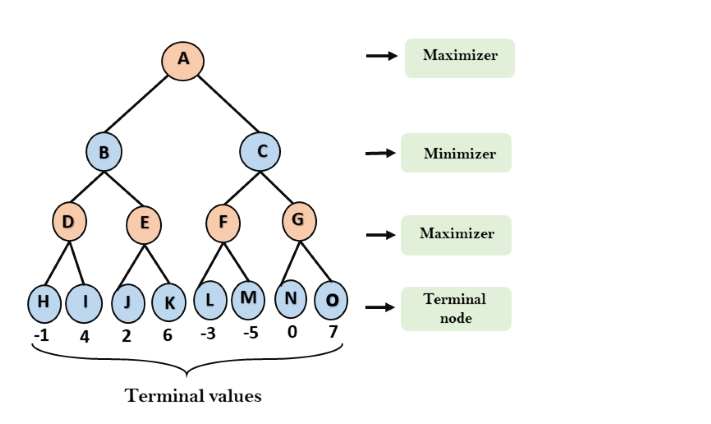 A
Maximizer
B
C
Minimizer
D
E
F
G
Maximizer
H
I
J
K
L
M
N
O
Terminal
node
-1
4
2
6
-3
-5
0
7
Terminal values